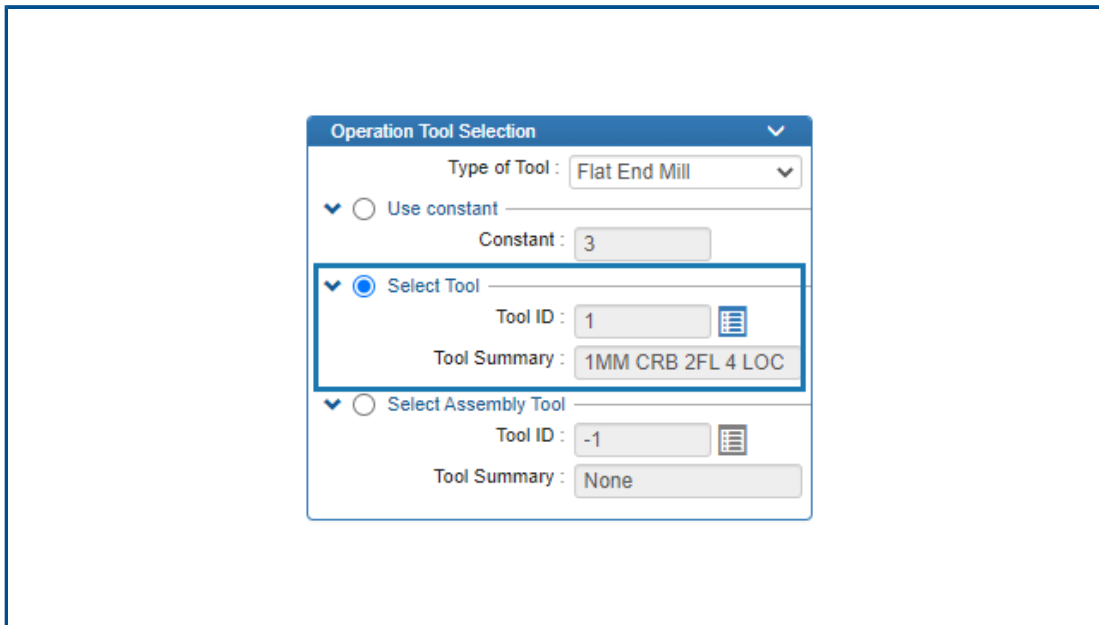 Operation Tool Selection
Type of Tool : Flat End Mill
Use constant
Constant : 3
Select Tool
Tool ID : 1
Tool Summary : 1MM CRB 2FL 4 LOC
Select Assembly Tool
Tool ID : -1
Tool Summary : None